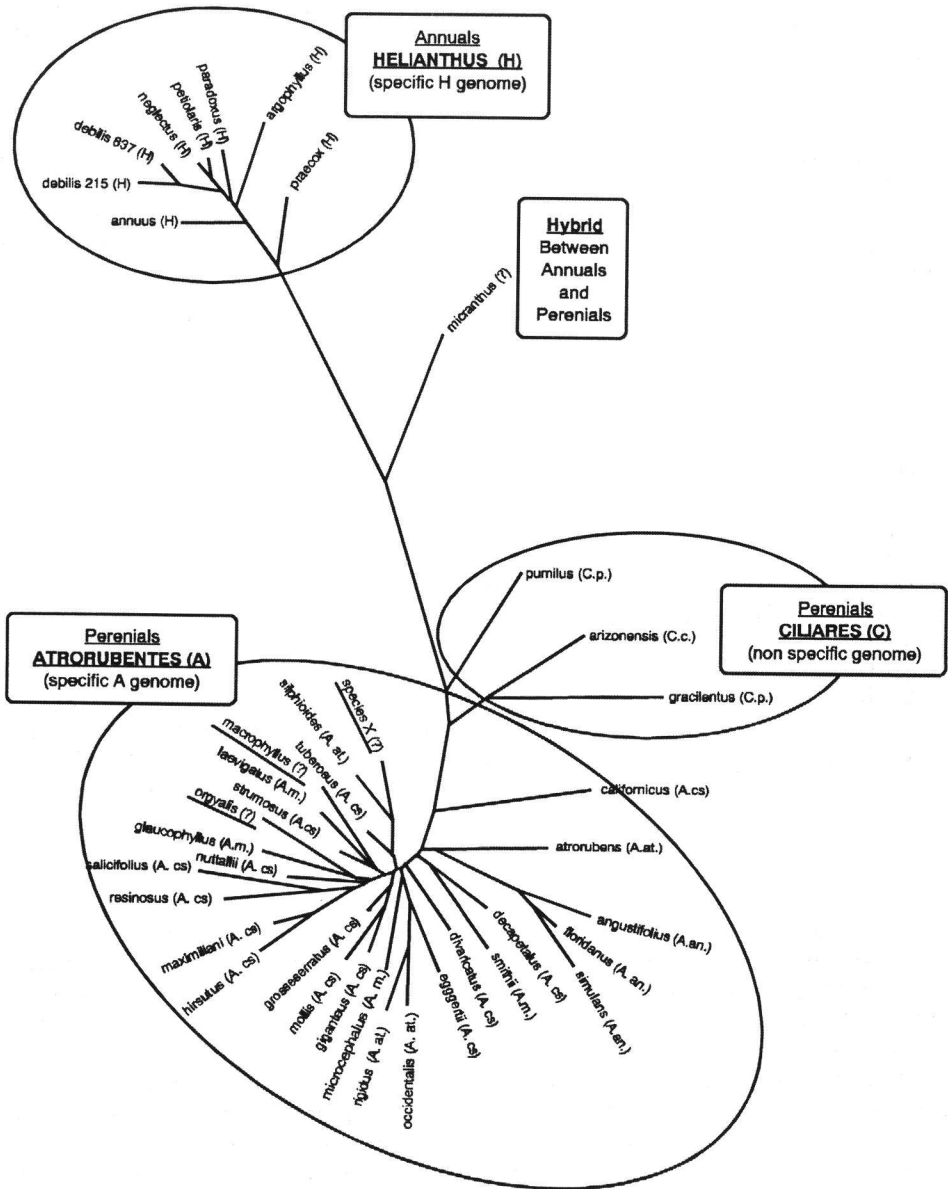 Annuals
HELIANTHUS (H)
(specific H genome)
argophyllus (H)
paradoxus (H)
petiolaris (H)
neglectus (H)
debilis 637 (H)
praecox (H)
debilis 215 (H)
annuus (H)
Hybrid
Between
Annuals
and
Perenials
micranthus (?)
pumilus (C.p.)
Perenials
CILIARES (C)
(non specific genome)
arizonensis (C.c.)
gracilentus (C.p.)
Perenials
ATRORUBENTES (A)
(specific A genome)
species X (?)
silphioides (A. at.)
macrophyllus (?)
tuberosus (A. cs)
laevigatus (A.m.)
strumosus (A.cs)
orgyalis (?)
glaucophyllus (A.m.)
nuttallii (A. cs)
salicifolius (A. cs)
resinosus (A. cs)
maximiliani (A. cs)
hirsutus (A. cs)
grosseserratus (A. cs)
mollis (A. cs)
giganteus (A. cs)
microcephalus (A. m.)
rigidus (A. at.)
occidentalis (A. at.)
egggertii (A. cs)
divaricatus (A. cs)
smithii (A.m.)
decapetalus (A. cs)
simulans (A.an.)
floridanus (A. an.)
angustifolius (A.an.)
atrorubens (A.at.)
californicus (A.cs)